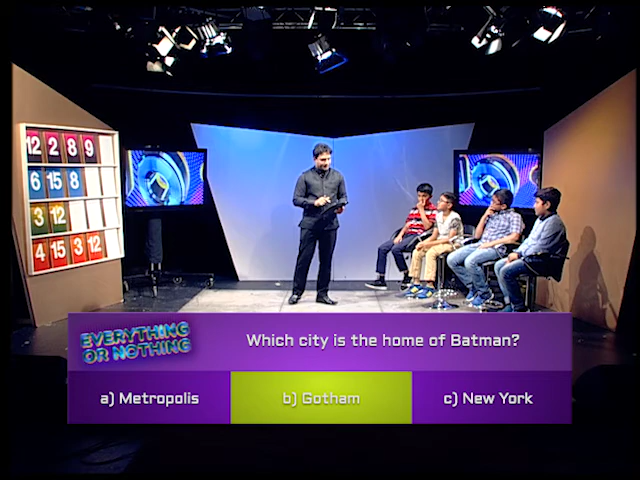 12 2 8 9
6 15 8
3 12
4 15 3 12
EVERYTHING
OR NOTHING
Which city is the home of Batman?
a) Metropolis
b) Gotham
c) New York